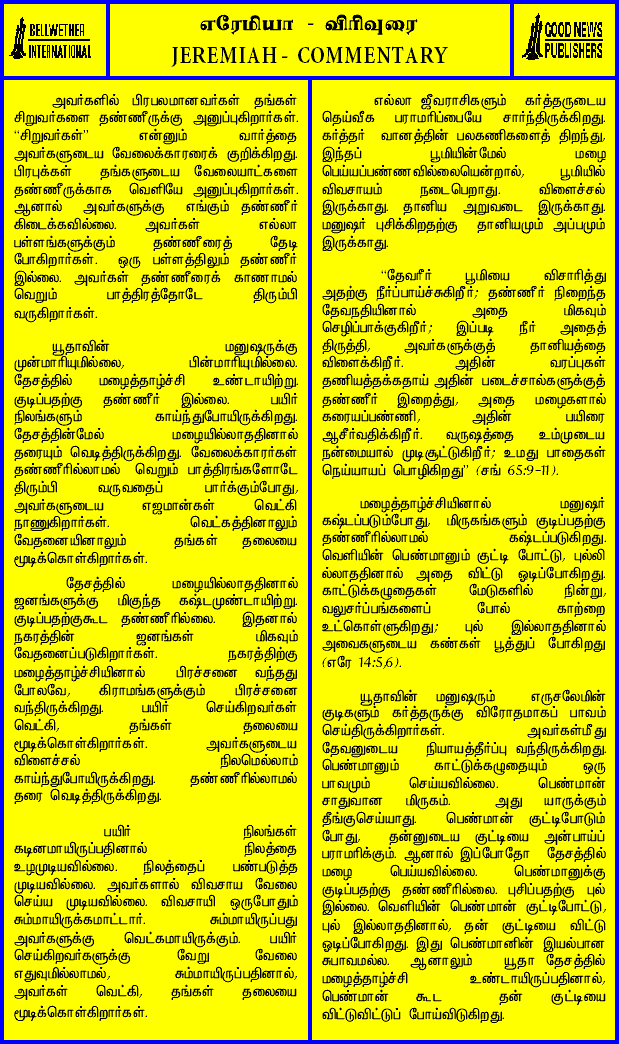 BELLWETHER
INTERNATIONAL
எரேமியா - விரிவுரை
JEREMIAH - COMMENTARY
GOOD NEWS
PUBLISHERS
அவர்களில் பிரபலமானவர்கள் தங்கள்
சிறுவர்களை தண்ணீருக்கு அனுப்புகிறார்கள்.
“சிறுவர்கள்” என்னும் வார்த்தை
அவர்களுடைய வேலைக்காரரைக் குறிக்கிறது.
பிரபுக்கள் தங்களுடைய வேலையாட்களை
தண்ணீருக்காக வெளியே அனுப்புகிறார்கள்.
ஆனால் அவர்களுக்கு எங்கும் தண்ணீர்
கிடைக்கவில்லை. அவர்கள் எல்லா
பள்ளங்களுக்கும் தண்ணீரைத் தேடி
போகிறார்கள். ஒரு பள்ளத்திலும் தண்ணீர்
இல்லை. அவர்கள் தண்ணீரைக் காணாமல்
வெறும் பாத்திரத்தோடே திரும்பி
வருகிறார்கள்.
யூதாவின் மனுஷருக்கு
முன்மாரியுமில்லை, பின்மாரியுமில்லை.
தேசத்தில் மழைத்தாழ்ச்சி உண்டாயிற்று.
குடிப்பதற்கு தண்ணீர் இல்லை. பயிர்
நிலங்களும் காய்ந்துபோயிருக்கிறது.
தேசத்தின்மேல் மழையில்லாததினால்
தரையும் வெடித்திருக்கிறது. வேலைக்காரர்கள்
தண்ணீரில்லாமல் வெறும் பாத்திரங்களோடே
திரும்பி வருவதைப் பார்க்கும்போது,
அவர்களுடைய எஜமான்கள் வெட்கி
நாணுகிறார்கள். வெட்கத்தினாலும்
வேதனையினாலும் தங்கள் தலையை
மூடிக்கொள்கிறார்கள்.
தேசத்தில் மழையில்லாததினால்
ஜனங்களுக்கு மிகுந்த கஷ்டமுண்டாயிற்று.
குடிப்பதற்குகூட தண்ணீரில்லை. இதனால்
நகரத்தின் ஜனங்கள் மிகவும்
வேதனைப்படுகிறார்கள். நகரத்திற்கு
மழைத்தாழ்ச்சியினால் பிரச்சனை வந்தது
போலவே, கிராமங்களுக்கும் பிரச்சனை
வந்திருக்கிறது. பயிர் செய்கிறவர்கள்
வெட்கி, தங்கள் தலையை
மூடிக்கொள்கிறார்கள். அவர்களுடைய
விளைச்சல் நிலமெல்லாம்
காய்ந்துபோயிருக்கிறது. தண்ணீரில்லாமல்
தரை வெடித்திருக்கிறது.
பயிர் நிலங்கள்
கடினமாயிருப்பதினால் நிலத்தை
உழமுடியவில்லை. நிலத்தைப் பண்படுத்த
முடியவில்லை. அவர்களால் விவசாய வேலை
செய்ய முடியவில்லை. விவசாயி ஒருபோதும்
சும்மாயிருக்கமாட்டார். சும்மாயிருப்பது
அவர்களுக்கு வெட்கமாயிருக்கும். பயிர்
செய்கிறவர்களுக்கு வேறு வேலை
எதுவுமில்லாமல், சும்மாயிருப்பதினால்,
அவர்கள் வெட்கி, தங்கள் தலையை
மூடிக்கொள்கிறார்கள்.
எல்லா ஜீவராசிகளும் கர்த்தருடைய
தெய்வீக பராமரிப்பையே சார்ந்திருக்கிறது.
கர்த்தர் வானத்தின் பலகணிகளைத் திறந்து,
இந்தப் பூமியின்மேல் மழை
பெய்யப்பண்ணவில்லையென்றால், பூமியில்
விவசாயம் நடைபெறாது. விளைச்சல்
இருக்காது. தானிய அறுவடை இருக்காது.
மனுஷர் புசிக்கிறதற்கு தானியமும் அப்பமும்
இருக்காது.
“தேவரீர் பூமியை விசாரித்து
அதற்கு நீர்ப்பாய்ச்சுகிறீர்; தண்ணீர் நிறைந்த
தேவநதியினால் அதை மிகவும்
செழிப்பாக்குகிறீர்; இப்படி நீர் அதைத்
திருத்தி, அவர்களுக்குத் தானியத்தை
விளைக்கிறீர். அதின் வரப்புகள்
தணியத்தக்கதாய் அதின் படைச்சால்களுக்குத்
தண்ணீர் இறைத்து, அதை மழைகளால்
கரையப்பண்ணி, அதின் பயிரை
ஆசீர்வதிக்கிறீர். வருஷத்தை உம்முடைய
நன்மையால் முடிசூட்டுகிறீர்; உமது பாதைகள்
நெய்யாயப் பொழிகிறது” (சங் 65:9-11).
மழைத்தாழ்ச்சியினால் மனுஷர்
கஷ்டப்படும்போது, மிருகங்களும் குடிப்பதற்கு
தண்ணீரில்லாமல் கஷ்டப்படுகிறது.
வெளியின் பெண்மானும் குட்டி போட்டு, புல்லி
ல்லாததினால் அதை விட்டு ஓடிப்போகிறது.
காட்டுக்கழுதைகள் மேடுகளில் நின்று,
வலுசர்ப்பங்களைப் போல் காற்றை
உட்கொள்ளுகிறது; புல் இல்லாததினால்
அவைகளுடைய கண்கள் பூத்துப் போகிறது
(எரே 14:5,6).
யூதாவின் மனுஷரும் எருசலேமின்
குடிகளும் கர்த்தருக்கு விரோதமாகப் பாவம்
செய்திருக்கிறார்கள். அவர்கள்மீது
தேவனுடைய நியாயத்தீர்ப்பு வந்திருக்கிறது.
பெண்மானும் காட்டுக்கழுதையும் ஒரு
பாவமும் செய்யவில்லை. பெண்மான்
சாதுவான மிருகம். அது யாருக்கும்
தீங்குசெய்யாது. பெண்மான் குட்டிபோடும்
போது, தன்னுடைய குட்டியை அன்பாய்ப்
பராமரிக்கும். ஆனால் இப்போதோ தேசத்தில்
மழை பெய்யவில்லை. பெண்மானுக்கு
குடிப்பதற்கு தண்ணீரில்லை. புசிப்பதற்கு புல்
இல்லை. வெளியின் பெண்மான் குட்டிபோட்டு,
புல் இல்லாததினால், தன் குட்டியை விட்டு
ஓடிப்போகிறது. இது பெண்மானின் இயல்பான
சுபாவமல்ல. ஆனாலும் யூதா தேசத்தில்
மழைத்தாழ்ச்சி உண்டாயிருப்பதினால்,
பெண்மான் கூட தன் குட்டியை
விட்டுவிட்டுப் போய்விடுகிறது.